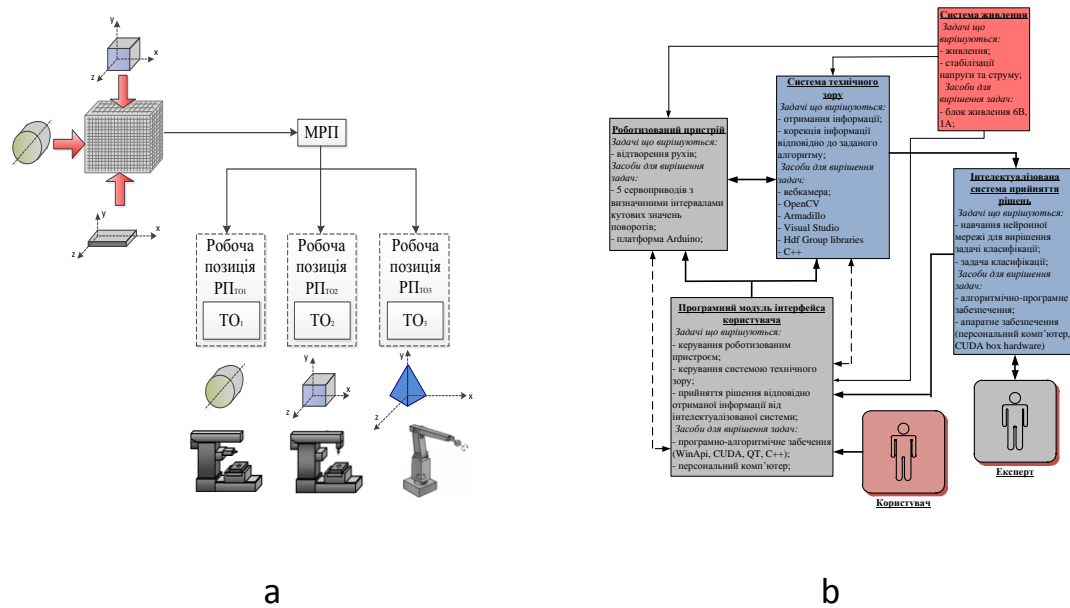 y
x
z
МРП
y
x
z
Робоча
позиція
РПТО1
ТО1
Робоча
позиція
РПТО2
ТО2
Робоча
позиція
РПТО3
ТО3
y
x
z
y
x
z
a
Система живлення
Задачі що
вирішуються:
- живлення;
- стабілізації
напруги та струму;
Засоби для
вирішення задач:
- блок живлення 6В,
1А;
Система технічного
зору
Задачі що вирішуються:
- отримання інформації;
- корекція інформації
відповідно до заданого
алгоритму;
Засоби для вирішення
задач:
- вебкамера;
- OpenCV
- Armadillo
- Visual Studio
- Hdf Group libraries
- C++
Роботизований пристрій
Задачі що вирішуються:
- відтворення рухів;
Засоби для вирішення
задач:
- 5 сервоприводів з
визначиними інтервалами
кутових значень
поворотів;
- платформа Arduino;
Інтелектуалізована
система прийняття
рішень
Задачі що вирішуються:
- навчання нейронної
мережі для вирішення
задачі класифікації;
- задача класифікації;
Засоби для вирішення
задач:
- алгоритмічно-програмне
забезпечення;
- апаратне забезпечення
(персональний комп’ютер,
CUDA box hardware)
Програмний модуль інтерфейса
користувача
Задачі що вирішуються:
- керування роботизованим
пристроєм;
- керування системою технічного
зору;
- прийняття рішення відповідно
отриманої інформації від
інтелектуалізованої системи;
Засоби для вирішення задач:
- програмно-алгоритмічне забечення
(WinApi, CUDA, QT, C++);
- персональний комп’ютер;
Користувач
Експерт
b